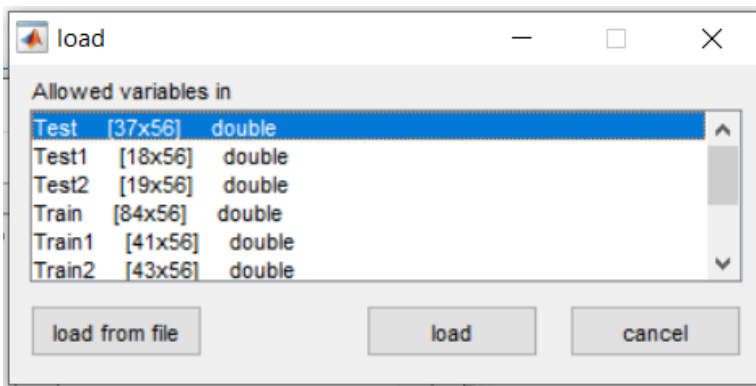 load
Allowed variables in
Test [37x56] double
Test1 [18x56] double
Test2 [19x56] double
Train [84x56] double
Train1 [41x56] double
Train2 [43x56] double
load from file load cancel